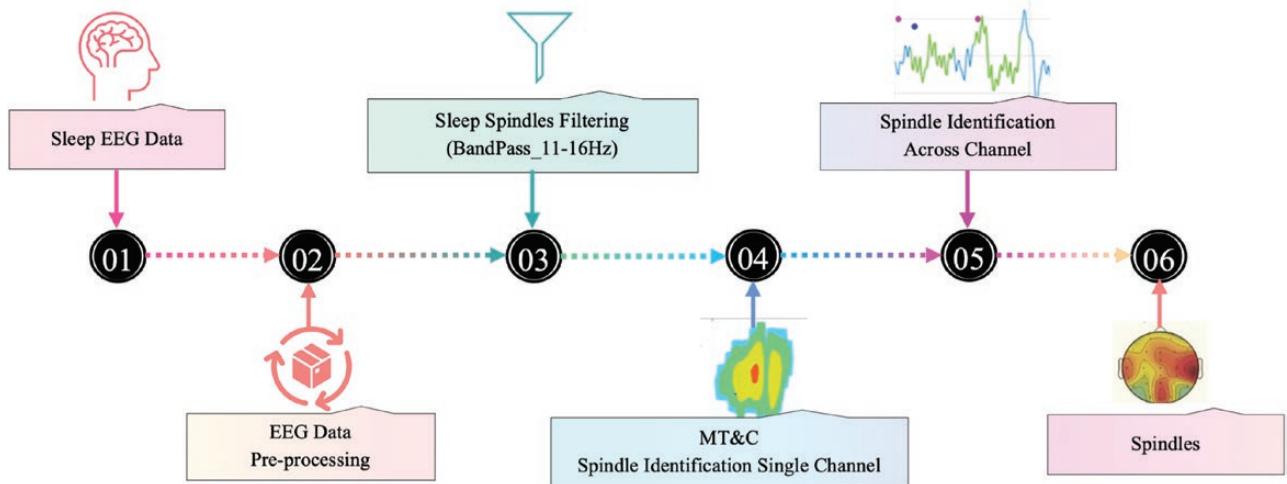 Sleep EEG Data
Sleep Spindles Filtering
(BandPass_11-16Hz)
Spindle Identification
Across Channel
01
02
03
04
05
06
EEG Data
Pre-processing
MT&C
Spindle Identification Single Channel
Spindles